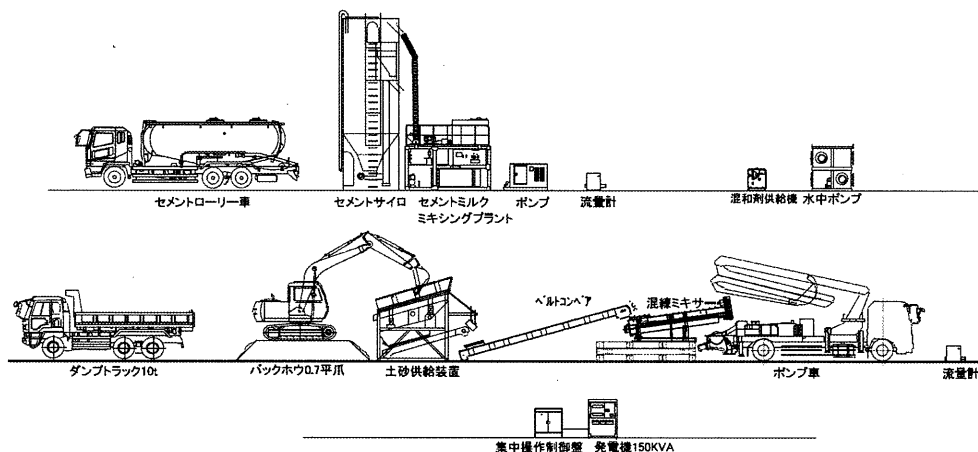 セメントローリー車 セメントサイロ セメントミルク ポンプ 流量計 混和剤供給機 水中ポンプ
ミキシングプラント
ベルトコンベア 混練ミキサー
ダンプトラック10t バックホウ0.7平爪 土砂供給装置 ポンプ車 流量計
集中操作制御盤 発電機150KVA